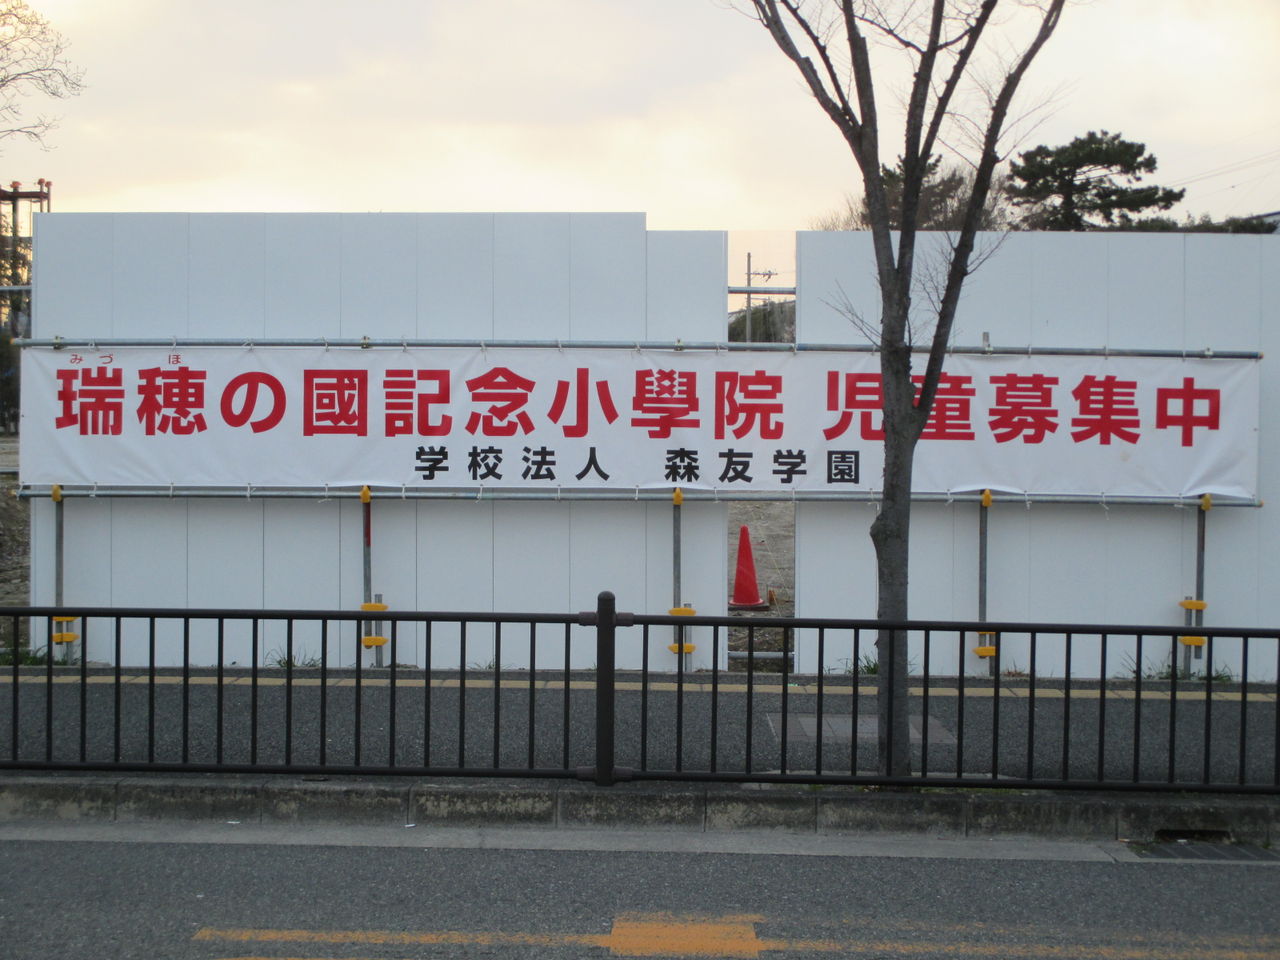 みづほ
瑞穂の國記念小學院 児童募集中
学校法人 森友学園